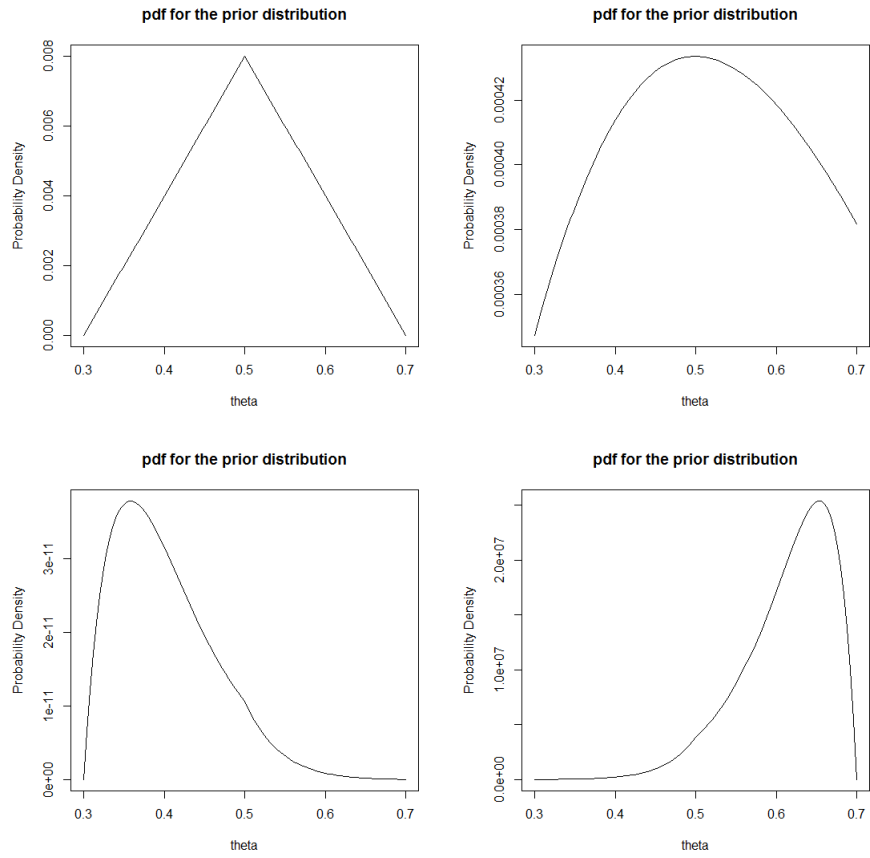 pdf for the prior distribution
Probability Density
0.000
0.002
0.004
0.006
0.008
0.3
0.4
0.5
0.6
0.7
theta
pdf for the prior distribution
Probability Density
0.00036
0.00038
0.00040
0.00042
0.3
0.4
0.5
0.6
0.7
theta
pdf for the prior distribution
Probability Density
0e+00
1e-11
2e-11
3e-11
0.3
0.4
0.5
0.6
0.7
theta
pdf for the prior distribution
Probability Density
0.0e+00
1.0e+07
2.0e+07
0.3
0.4
0.5
0.6
0.7
theta